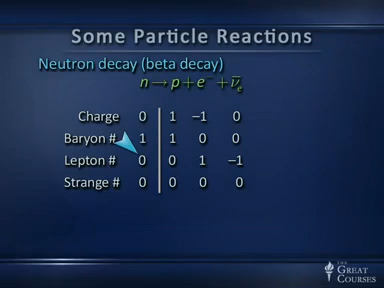 Some Particle Reactions
Neutron decay (beta decay)
n → p + e⁻ + ν̅ₑ
Charge 0 1 –1 0
Baryon # 1 1 0 0
Lepton # 0 0 1 –1
Strange # 0 0 0 0
THE
GREAT
COURSES